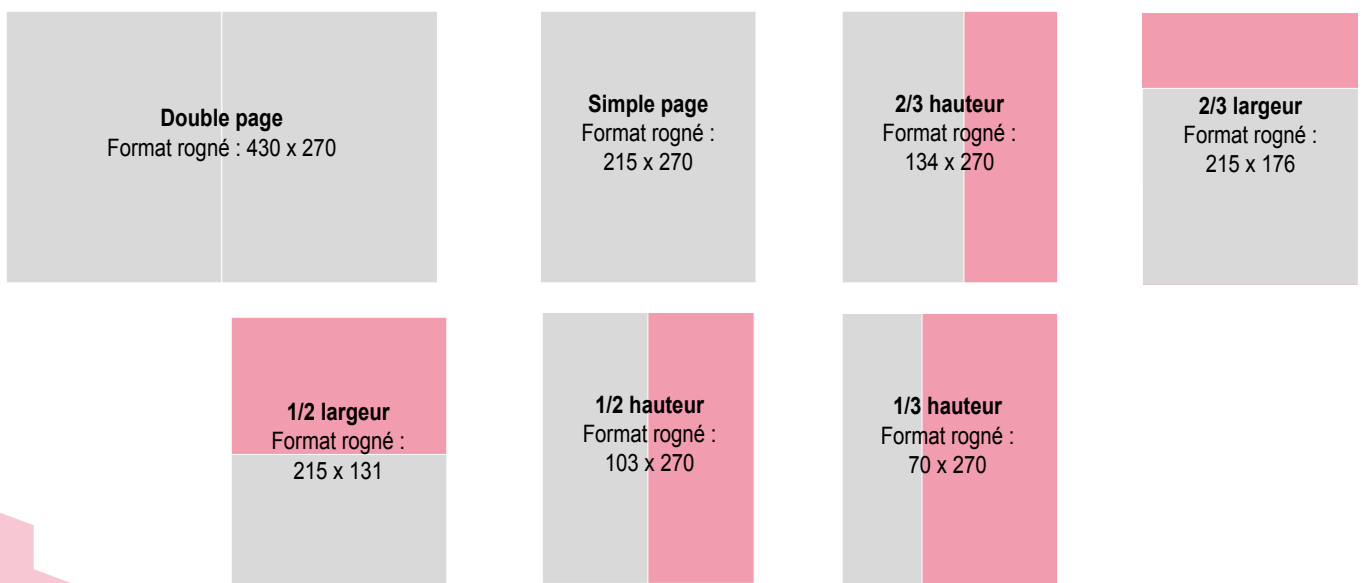 Double page
Format rogné : 430 x 270
Simple page
Format rogné :
215 x 270
2/3 hauteur
Format rogné :
134 x 270
2/3 largeur
Format rogné :
215 x 176
1/2 largeur
Format rogné :
215 x 131
1/2 hauteur
Format rogné :
103 x 270
1/3 hauteur
Format rogné :
70 x 270